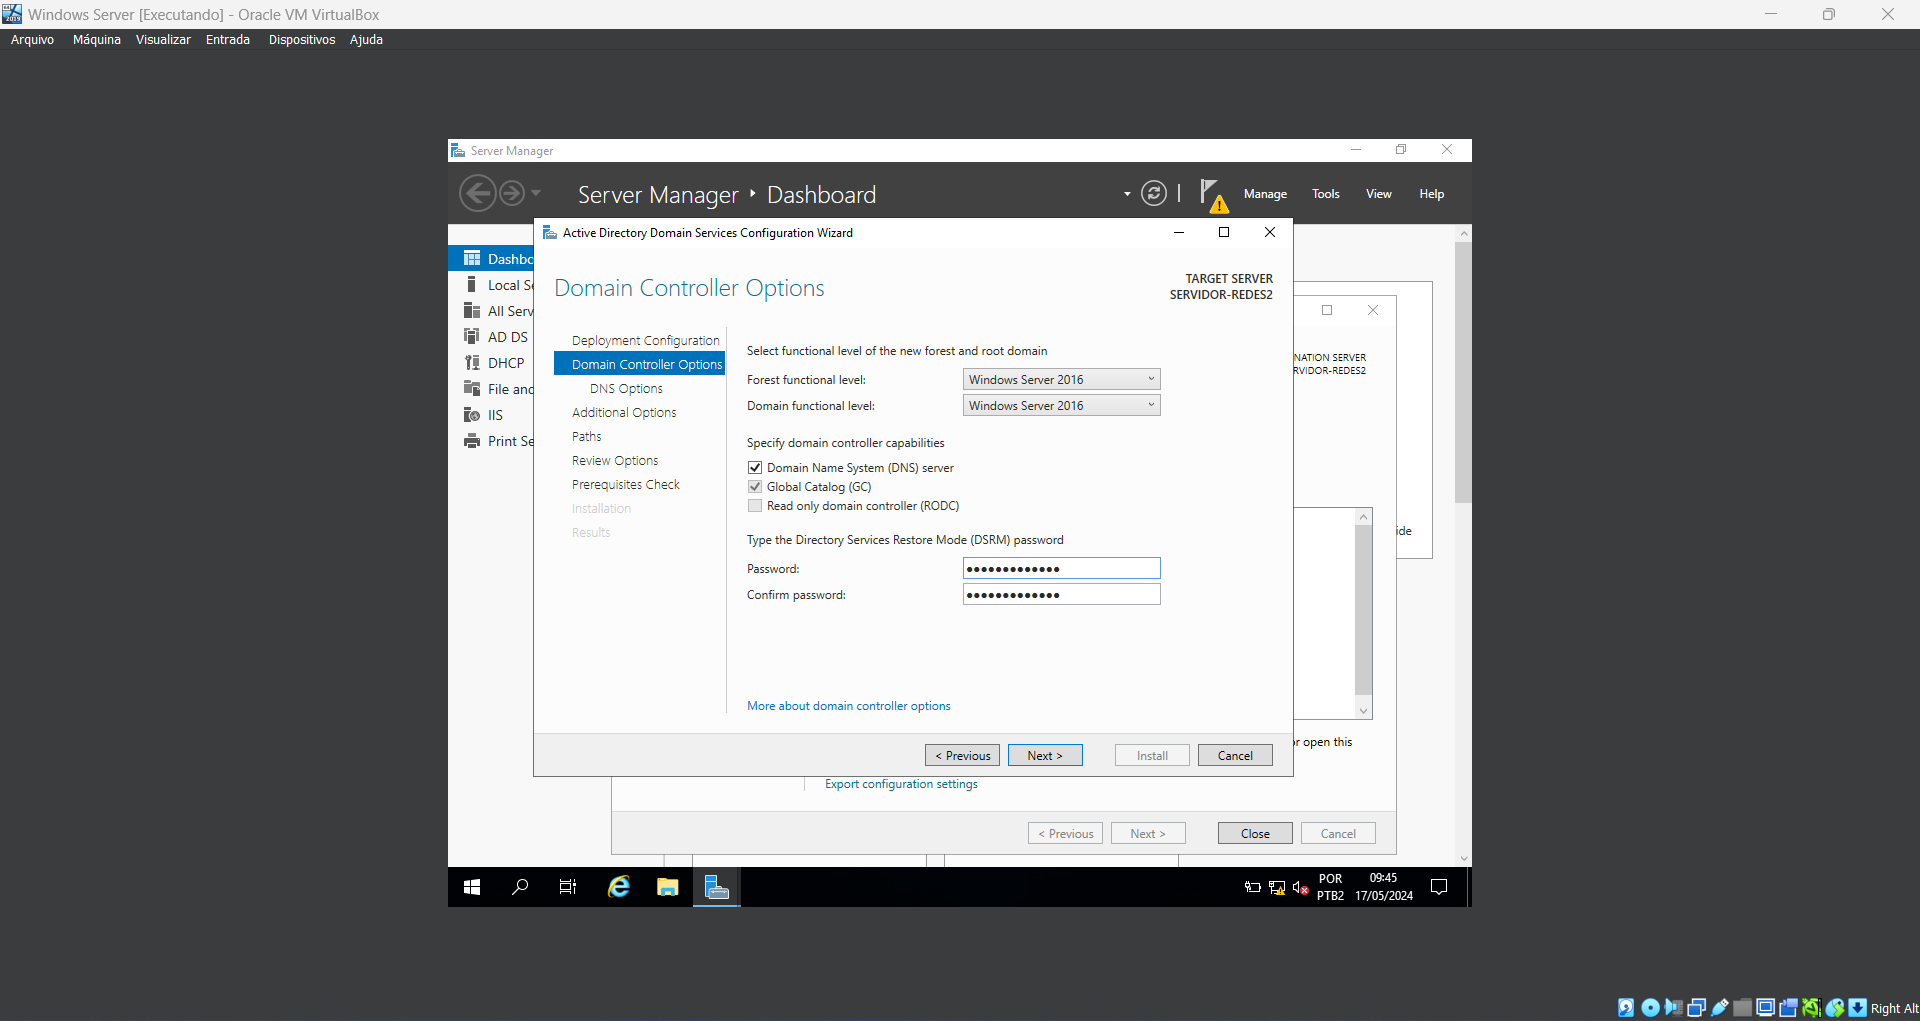 Windows Server [Executando] - Oracle VM VirtualBox
Arquivo Máquina Visualizar Entrada Dispositivos Ajuda
Server Manager
Server Manager Dashboard
Manage Tools View Help
Dashbo
Local Se
All Serv
AD DS
DHCP
File and
IIS
Print Se
Active Directory Domain Services Configuration Wizard
Domain Controller Options
TARGET SERVER
SERVIDOR-REDES2
Deployment Configuration
Domain Controller Options
DNS Options
Additional Options
Paths
Review Options
Prerequisites Check
Installation
Results
Select functional level of the new forest and root domain
Forest functional level: Windows Server 2016
Domain functional level: Windows Server 2016
Specify domain controller capabilities
Domain Name System (DNS) server
Global Catalog (GC)
Read only domain controller (RODC)
Type the Directory Services Restore Mode (DSRM) password
Password: •••••••••••••
Confirm password: •••••••••••••
More about domain controller options
< Previous Next > Install Cancel
NATION SERVER
RVIDOR-REDES2
ide
or open this
Export configuration settings
< Previous Next > Close Cancel
POR
PTB2
09:45
17/05/2024
Right Alt